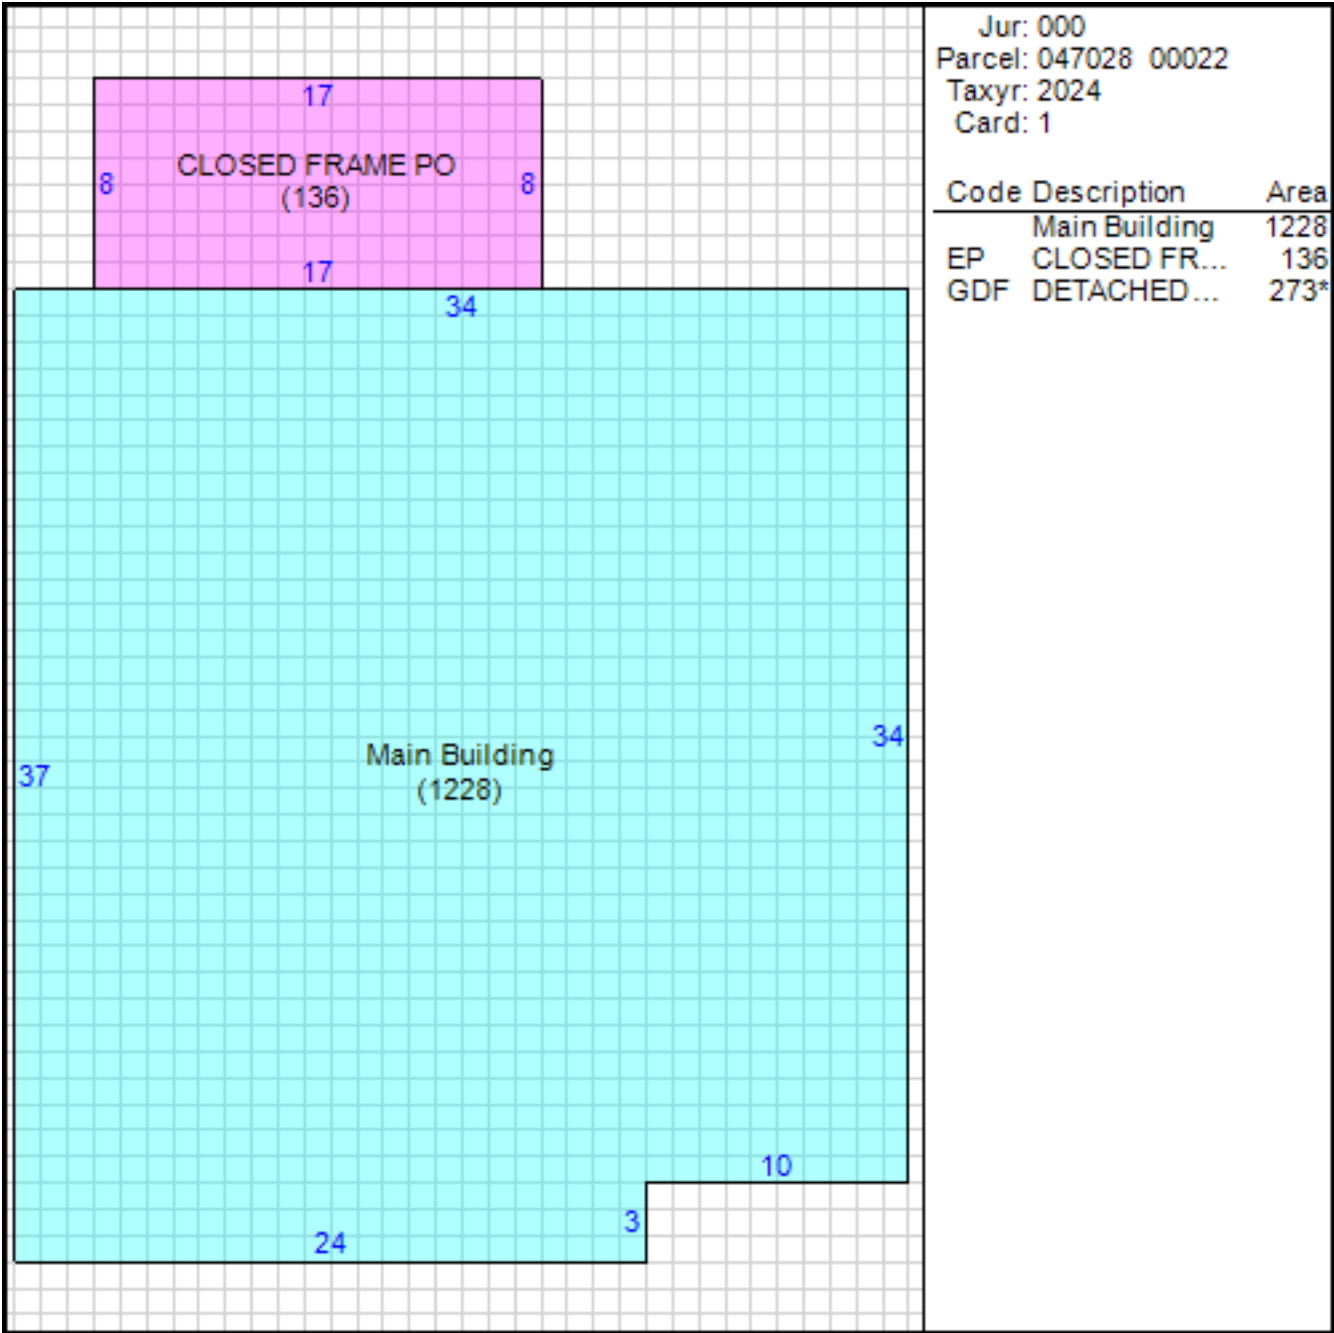 Jur: 000
Parcel: 047028 00022
Taxyr: 2024
Card: 1
Code Description Area
Main Building 1228
EP CLOSED FR... 136
GDF DETACHED... 273*
17
CLOSED FRAME PO
8 8
(136)
17
34
34
Main Building
37
(1228)
10
3
24